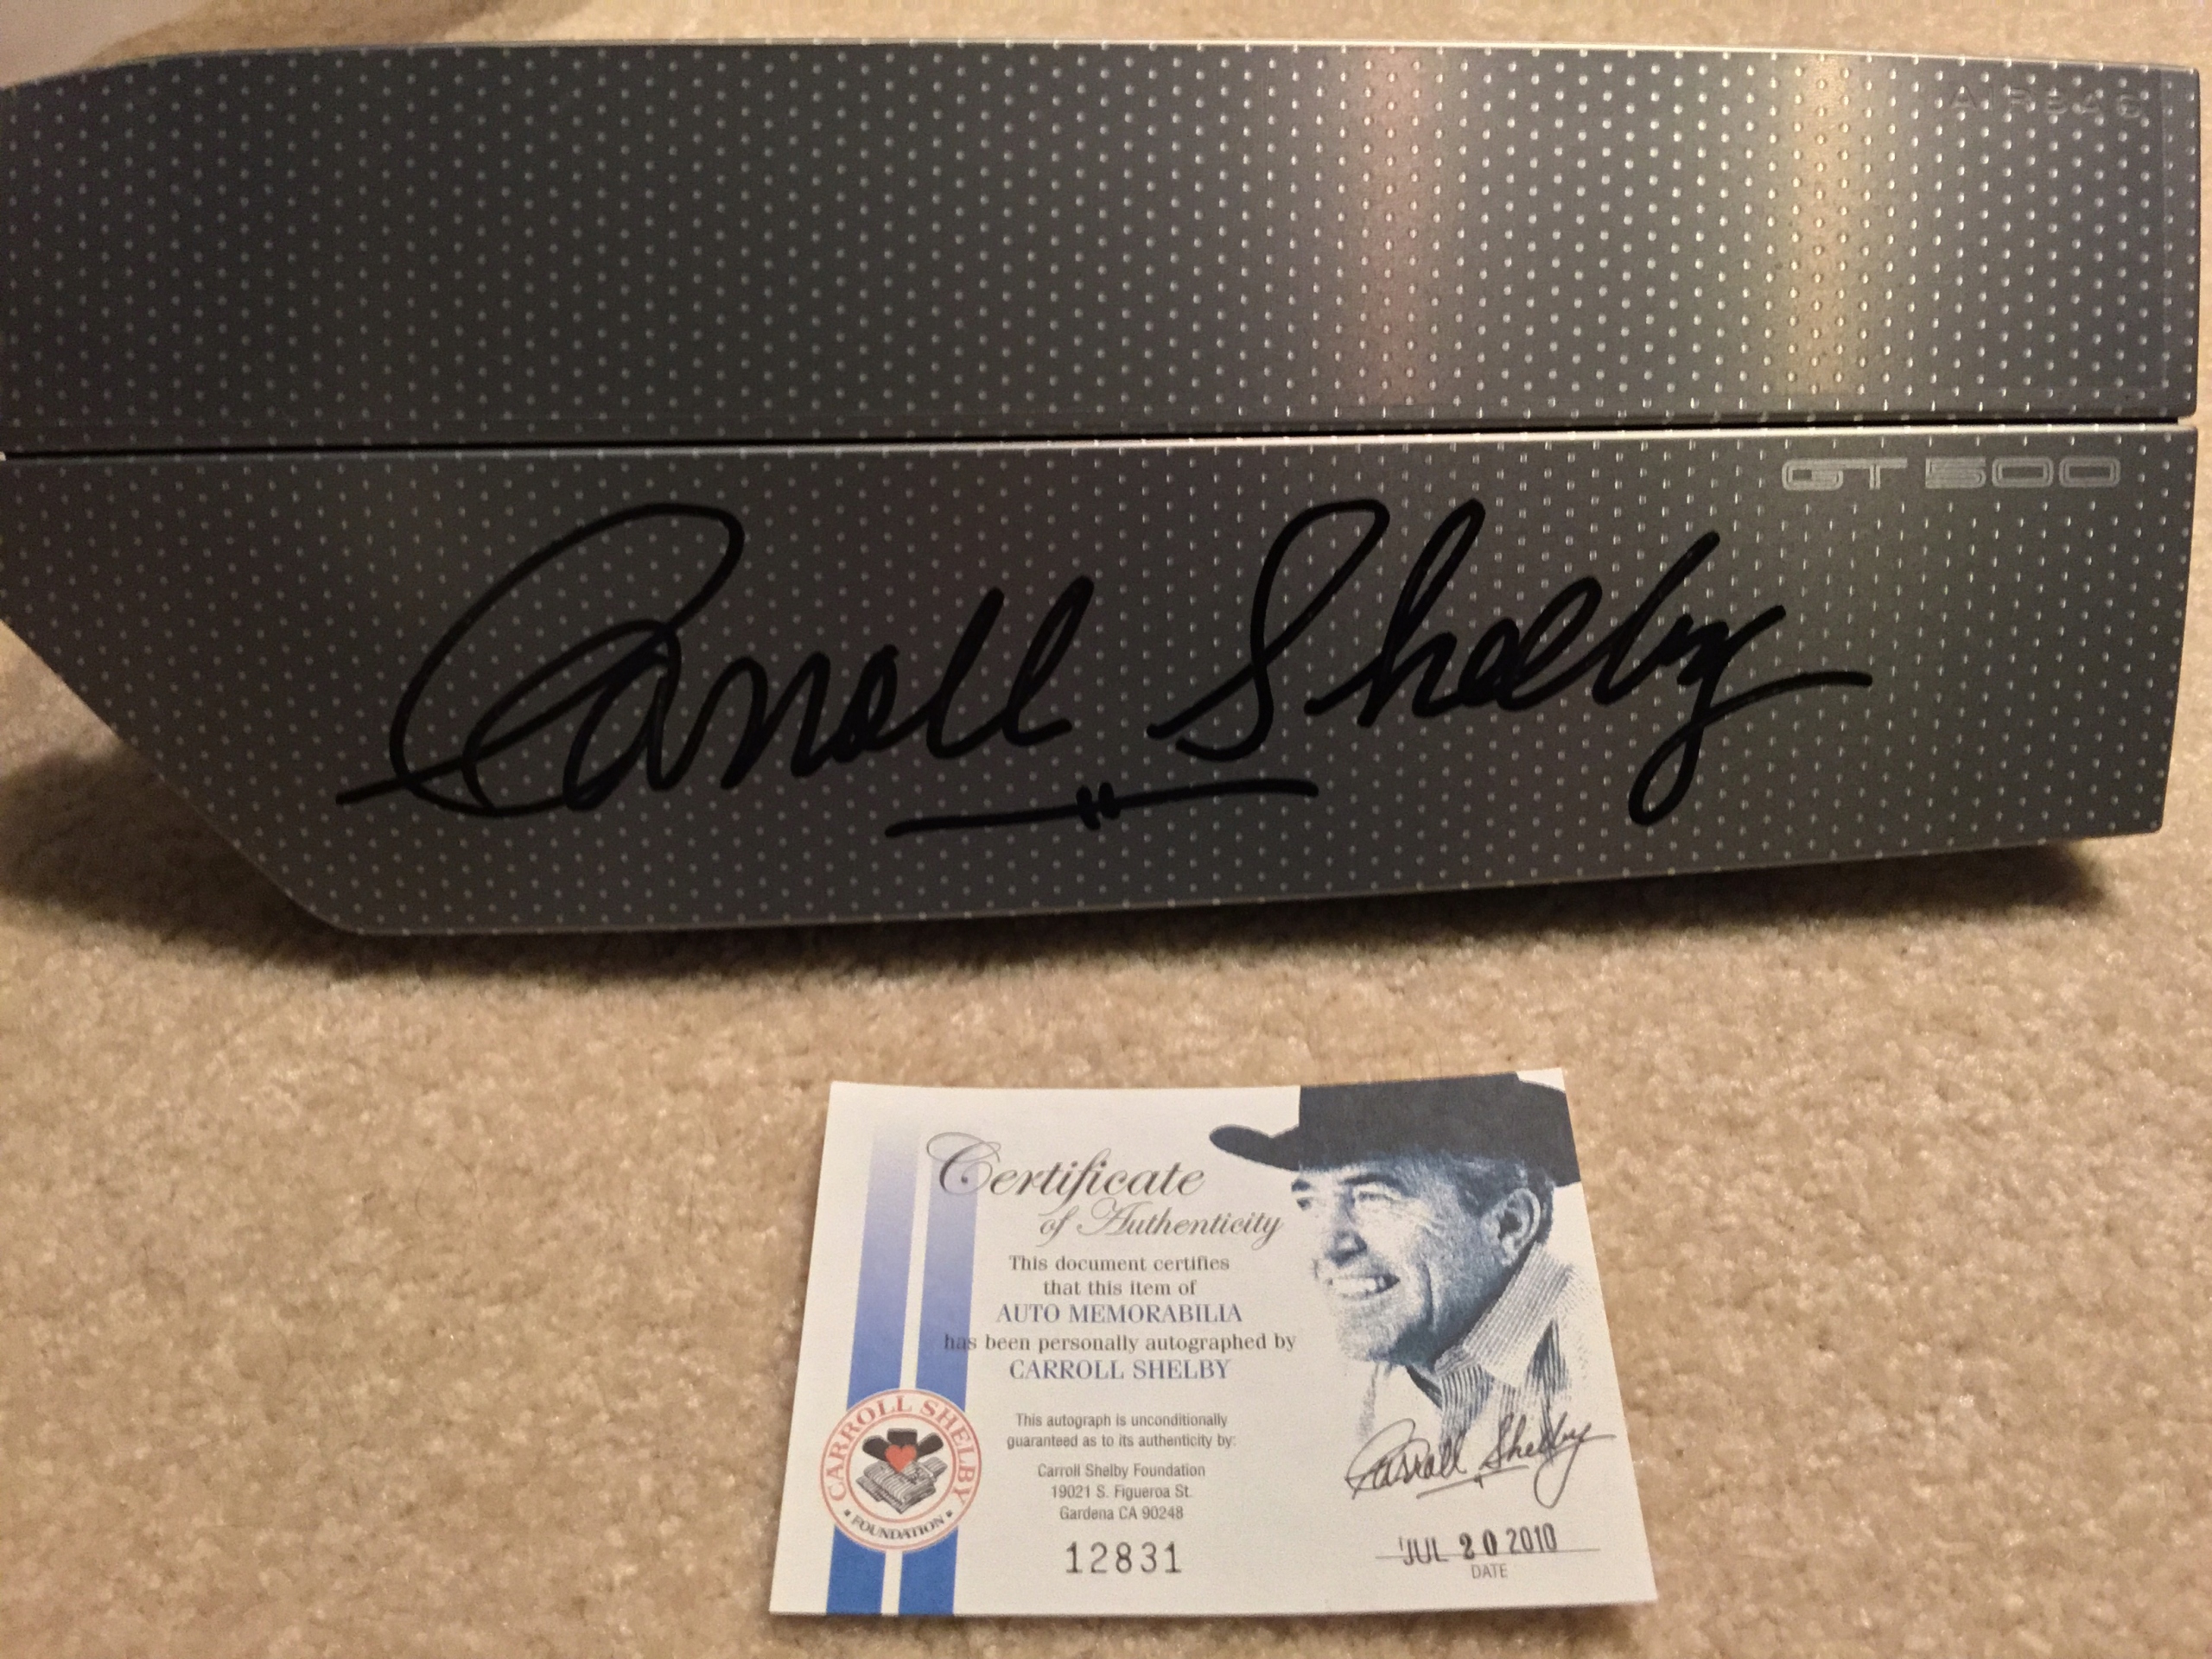 AIRBAG
GT 500
Carroll Shelby
Certificate
of Authenticity
This document certifies
that this item of
AUTO MEMORABILIA
has been personally autographed by
CARROLL SHELBY
This autograph is unconditionally
guaranteed as to its authenticity by:
Carroll Shelby Foundation
19021 S. Figueroa St.
Gardena CA 90248
12831
CARROLL SHELBY
FOUNDATION
Carroll Shelby
JUL 20 2010
DATE